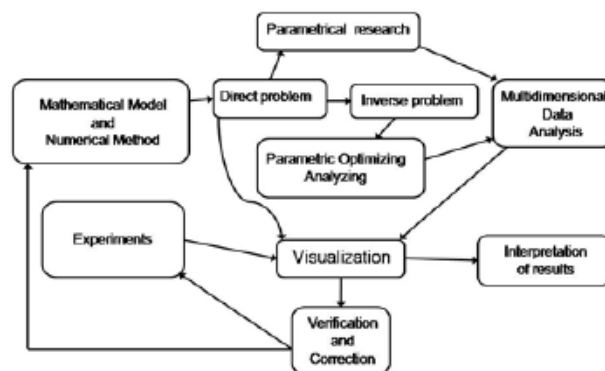 Parametrical research
Mathematical Model
and
Numerical Method
Direct problem
Inverse problem
Multidimensional
Data
Analysis
Parametric Optimizing
Analyzing
Experiments
Visualization
Interpretation
of results
Verification
and
Correction